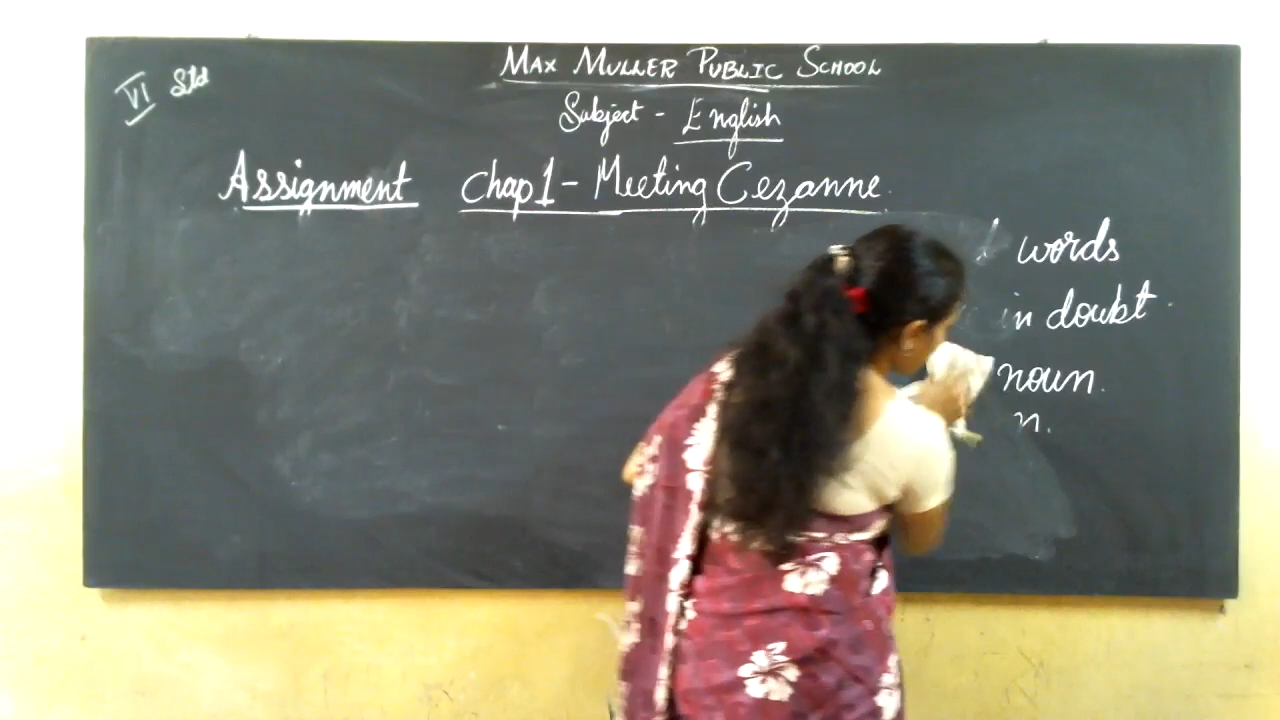 VI Std
MAX MULLER PUBLIC SCHOOL
Subject - English
Assignment Chap 1 - Meeting Cezanne.
words
in doubt.
noun.
n.